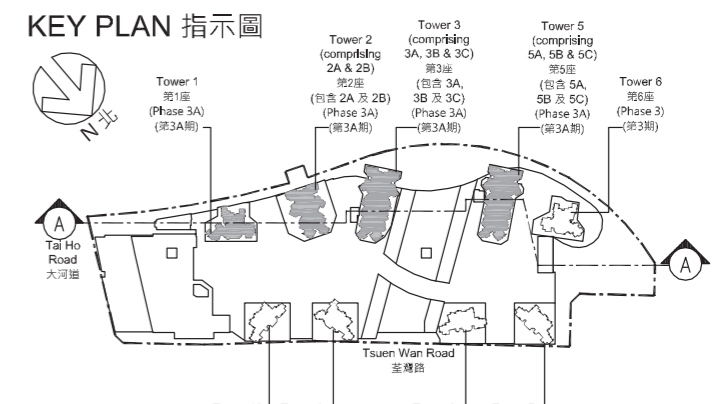 KEY PLAN 指示圖
N 北
Tower 1
第1座
(Phase 3A)
(第3A期)
Tower 2
(comprising
2A & 2B)
第2座
(包含 2A 及 2B)
(Phase 3A)
(第3A期)
Tower 3
(comprising
3A, 3B & 3C)
第3座
(包含 3A,
3B 及 3C)
(Phase 3A)
(第3A期)
Tower 5
(comprising
5A, 5B & 5C)
第5座
(包含 5A,
5B 及 5C)
(Phase 3A)
(第3A期)
Tower 6
第6座
(Phase 3)
(第3期)
A
Tai Ho
Road
大河道
A
Tsuen Wan Road
荃灣路